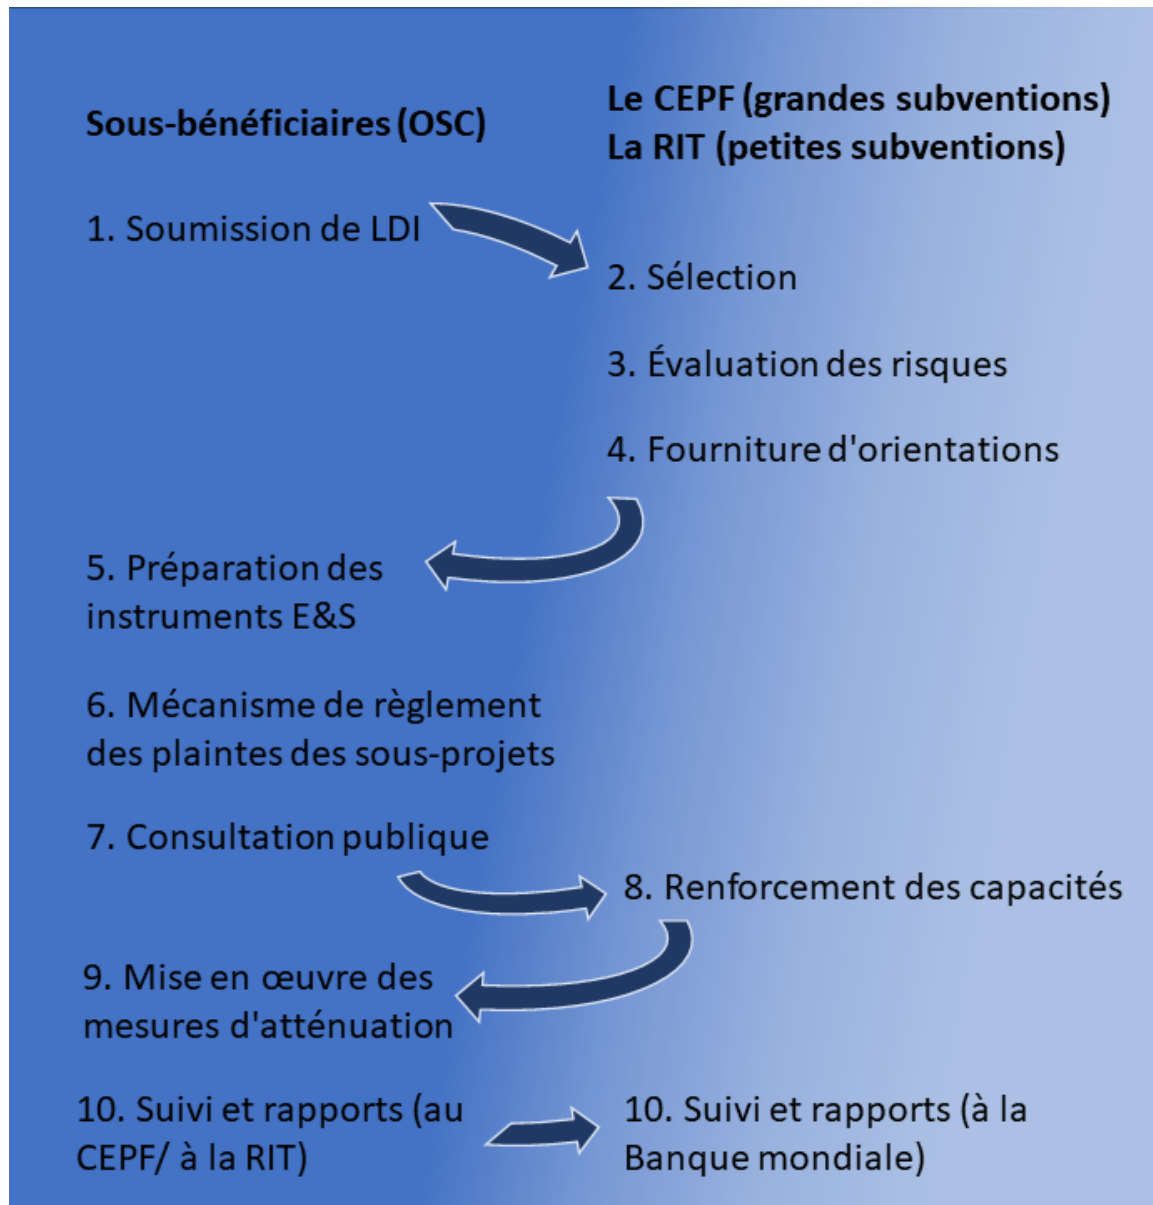 Sous-bénéficiaires (OSC)
Le CEPF (grandes subventions)
La RIT (petites subventions)
1. Soumission de LDI
2. Sélection
3. Évaluation des risques
4. Fourniture d'orientations
5. Préparation des
instruments E&S
6. Mécanisme de règlement
des plaintes des sous-projets
7. Consultation publique
8. Renforcement des capacités
9. Mise en œuvre des
mesures d'atténuation
10. Suivi et rapports (au
CEPF/ à la RIT)
10. Suivi et rapports (à la
Banque mondiale)